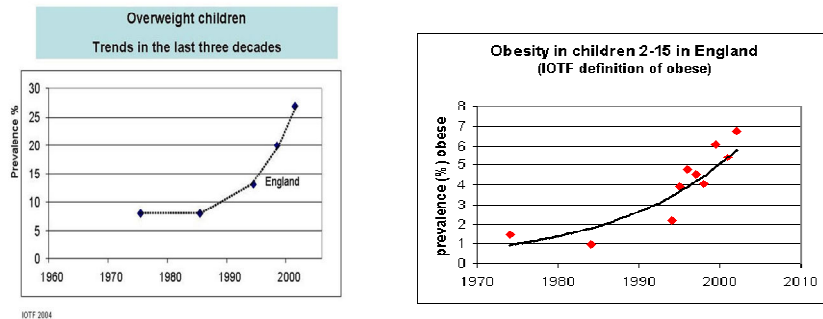 Overweight children
Trends in the last three decades
Prevalence %
30
25
20
15
10
5
0
England
1960 1970 1980 1990 2000
IOTF 2004
Obesity in children 2-15 in England
(IOTF definition of obese)
prevalence (%) obese
8
7
6
5
4
3
2
1
0
1970 1980 1990 2000 2010